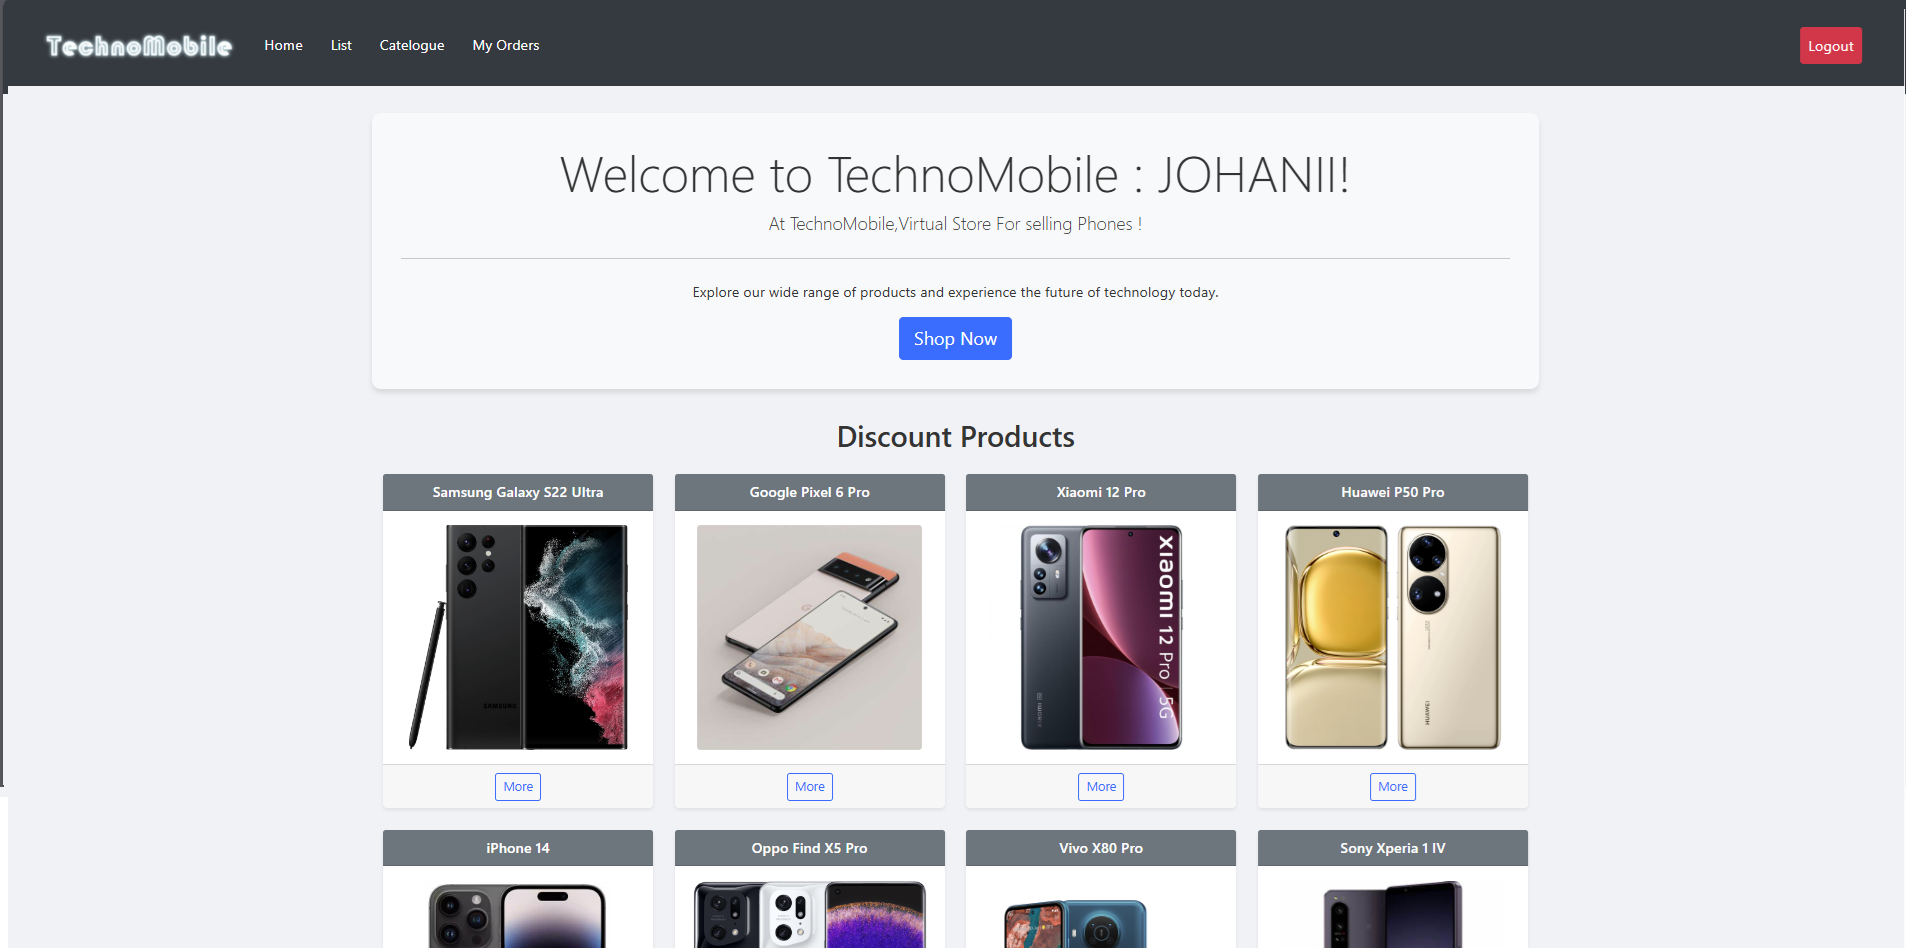 TechnoMobile Home List Catelogue My Orders Logout
Welcome to TechnoMobile : JOHANII!
At TechnoMobile,Virtual Store For selling Phones !
Explore our wide range of products and experience the future of technology today.
Shop Now
Discount Products
Samsung Galaxy S22 Ultra
Google Pixel 6 Pro
Xiaomi 12 Pro
Huawei P50 Pro
SAMSUNG
Xiaomi 12 Pro 5G
HUAWEI
More
More
More
More
iPhone 14
Oppo Find X5 Pro
Vivo X80 Pro
Sony Xperia 1 IV